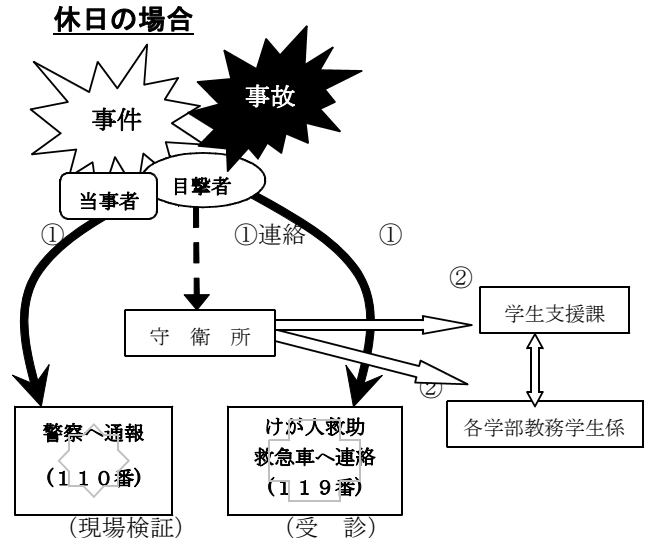 休日の場合
事件
事故
当事者
目撃者
①
①連絡
①
②
守　衛　所
学生支援課
②
各学部教務学生係
警察へ通報
（１１０番）
けが人救助
救急車へ連絡
（１１９番）
（現場検証）
（受　診）